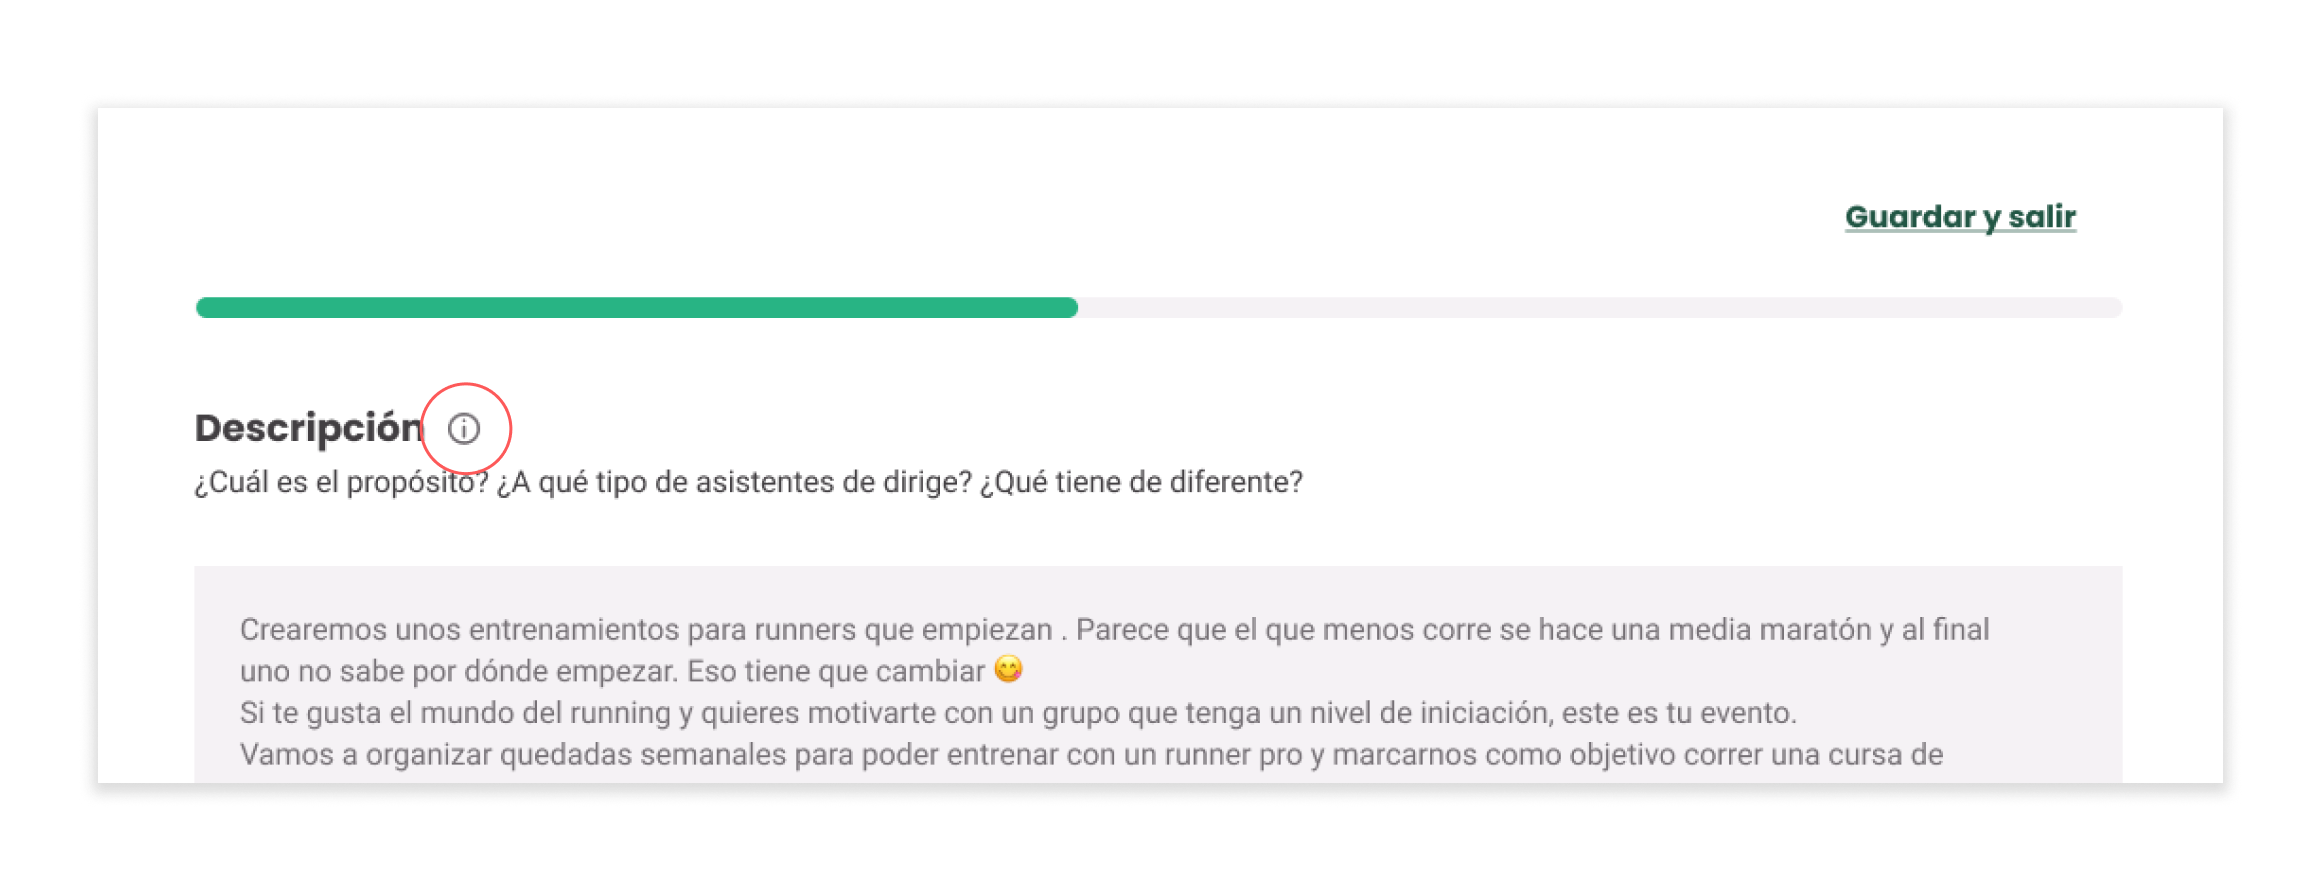 Guardar y salir
Descripción
¿Cuál es el propósito? ¿A qué tipo de asistentes de dirige? ¿Qué tiene de diferente?
Crearemos unos entrenamientos para runners que empiezan . Parece que el que menos corre se hace una media maratón y al final
uno no sabe por dónde empezar. Eso tiene que cambiar 😋
Si te gusta el mundo del running y quieres motivarte con un grupo que tenga un nivel de iniciación, este es tu evento.
Vamos a organizar quedadas semanales para poder entrenar con un runner pro y marcarnos como objetivo correr una cursa de